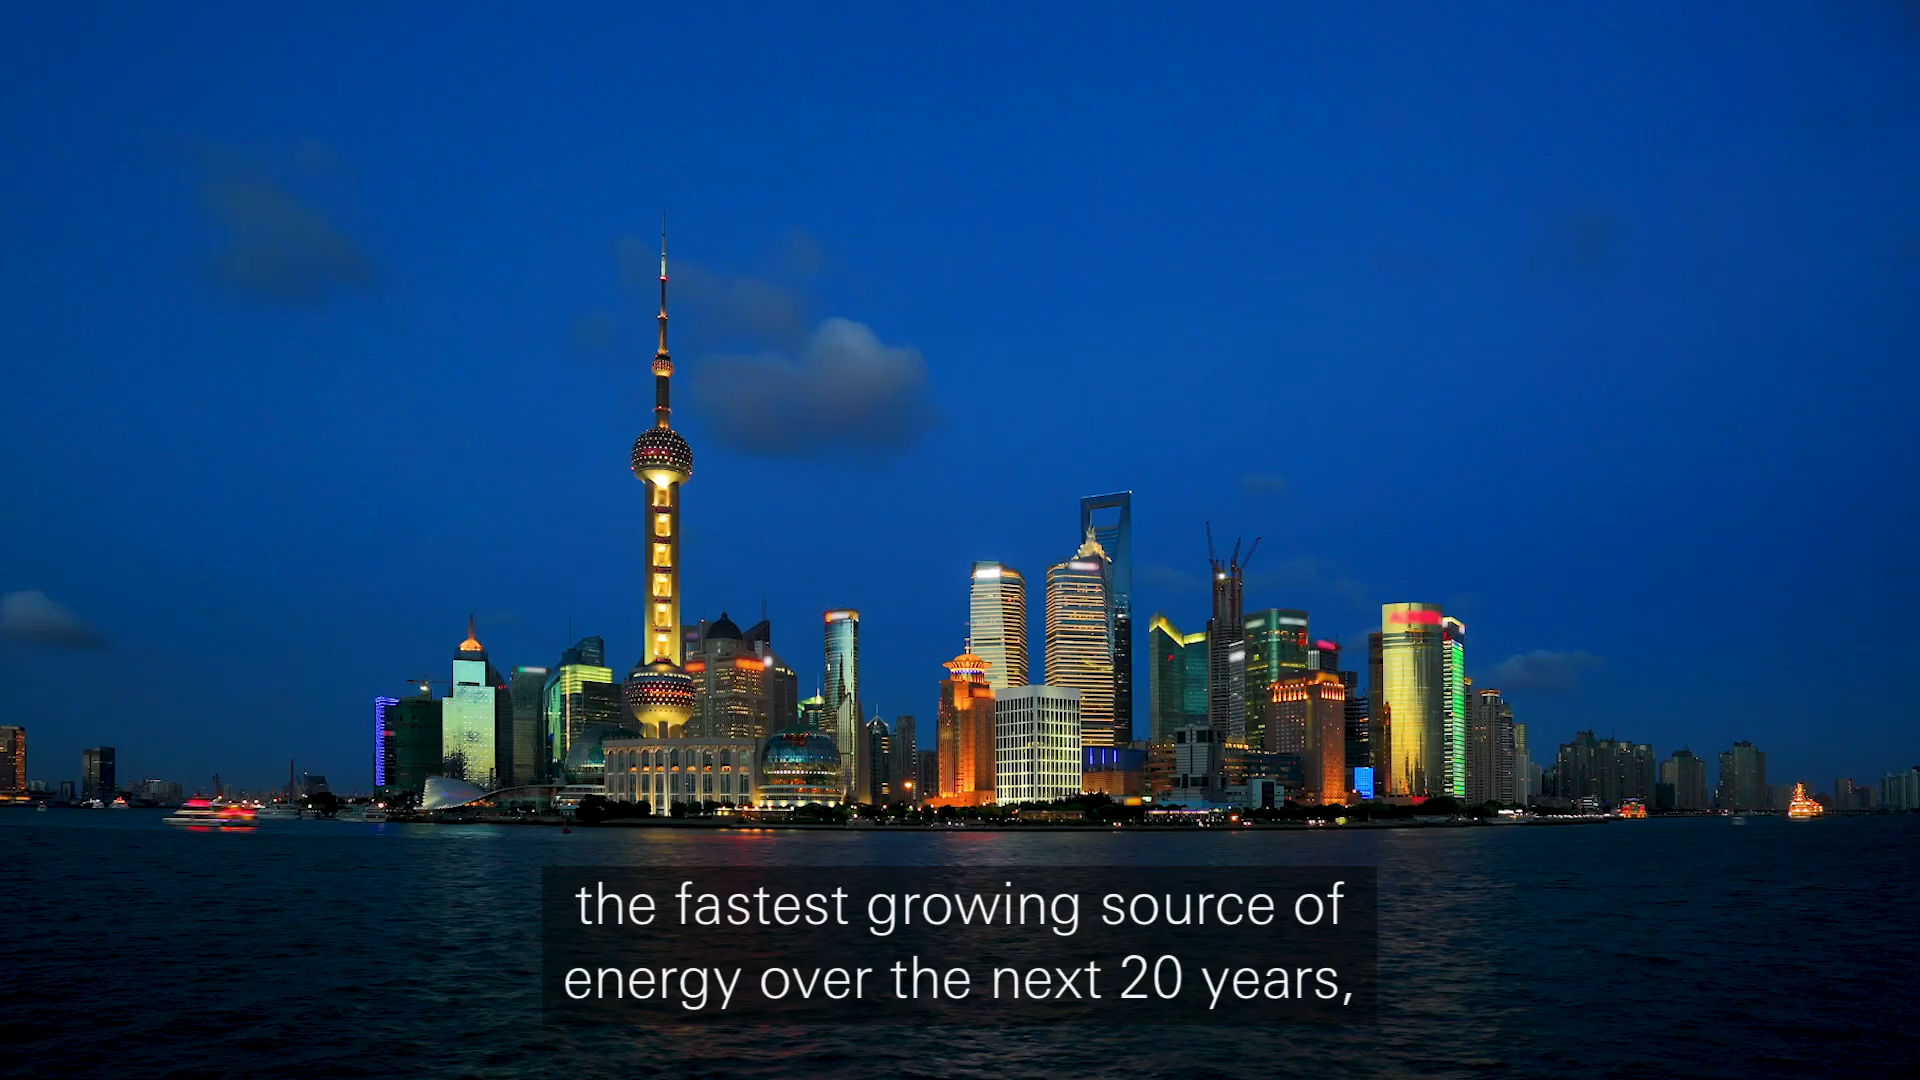 the fastest growing source of
energy over the next 20 years,